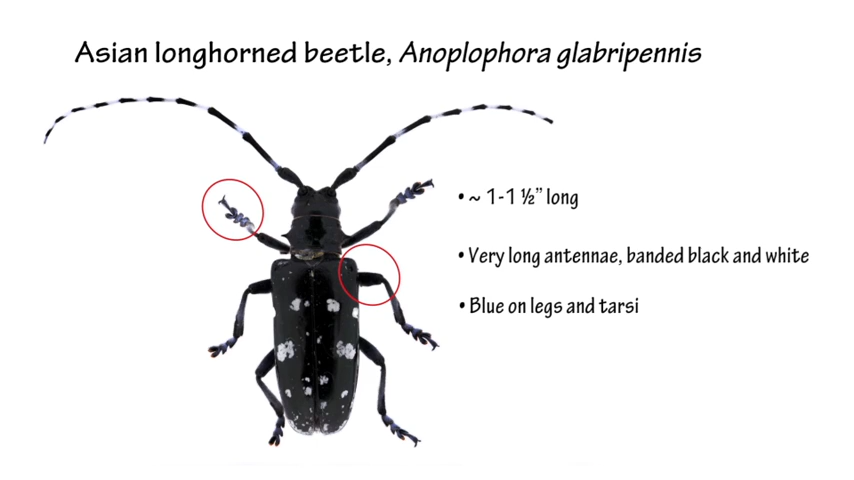 Asian longhorned beetle, Anoplophora glabripennis
• ~ 1-1 ½” long
• Very long antennae, banded black and white
• Blue on legs and tarsi